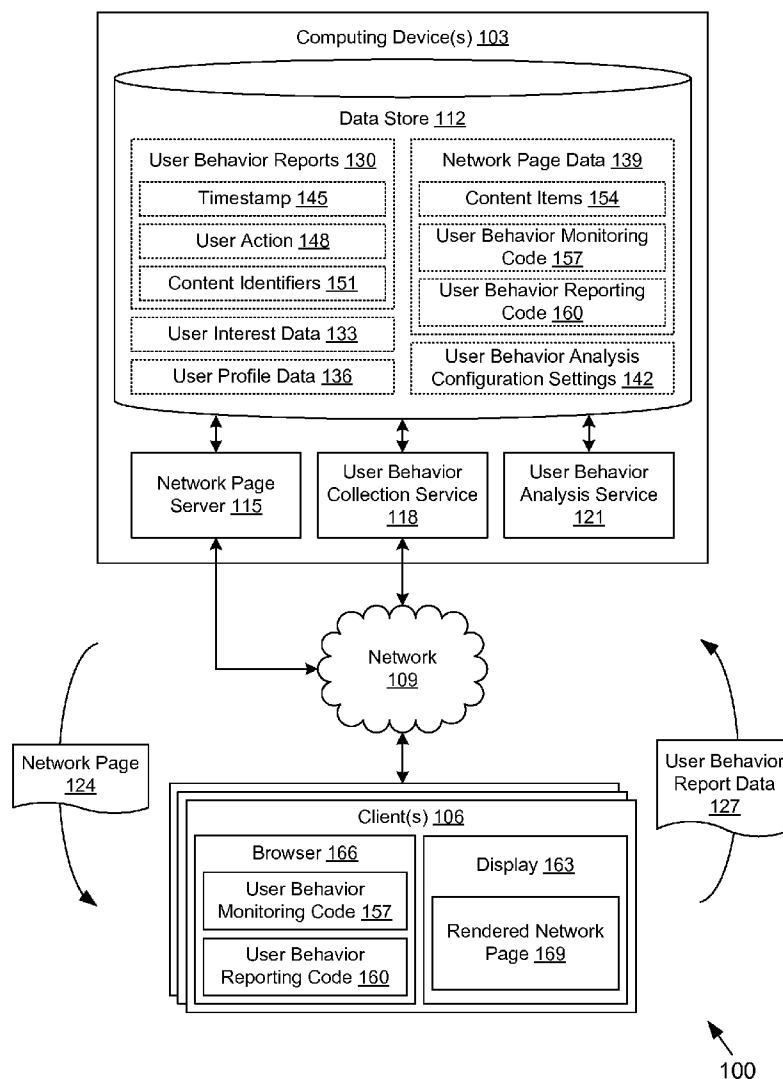 Computing Device(s) 103
Data Store 112
User Behavior Reports 130
Timestamp 145
User Action 148
Content Identifiers 151
User Interest Data 133
User Profile Data 136
Network Page Data 139
Content Items 154
User Behavior Monitoring
Code 157
User Behavior Reporting
Code 160
User Behavior Analysis
Configuration Settings 142
Network Page
Server 115
User Behavior
Collection Service
118
User Behavior
Analysis Service
121
Network
109
Network Page
124
User Behavior
Report Data
127
Client(s) 106
Browser 166
User Behavior
Monitoring Code 157
User Behavior
Reporting Code 160
Display 163
Rendered Network
Page 169
100